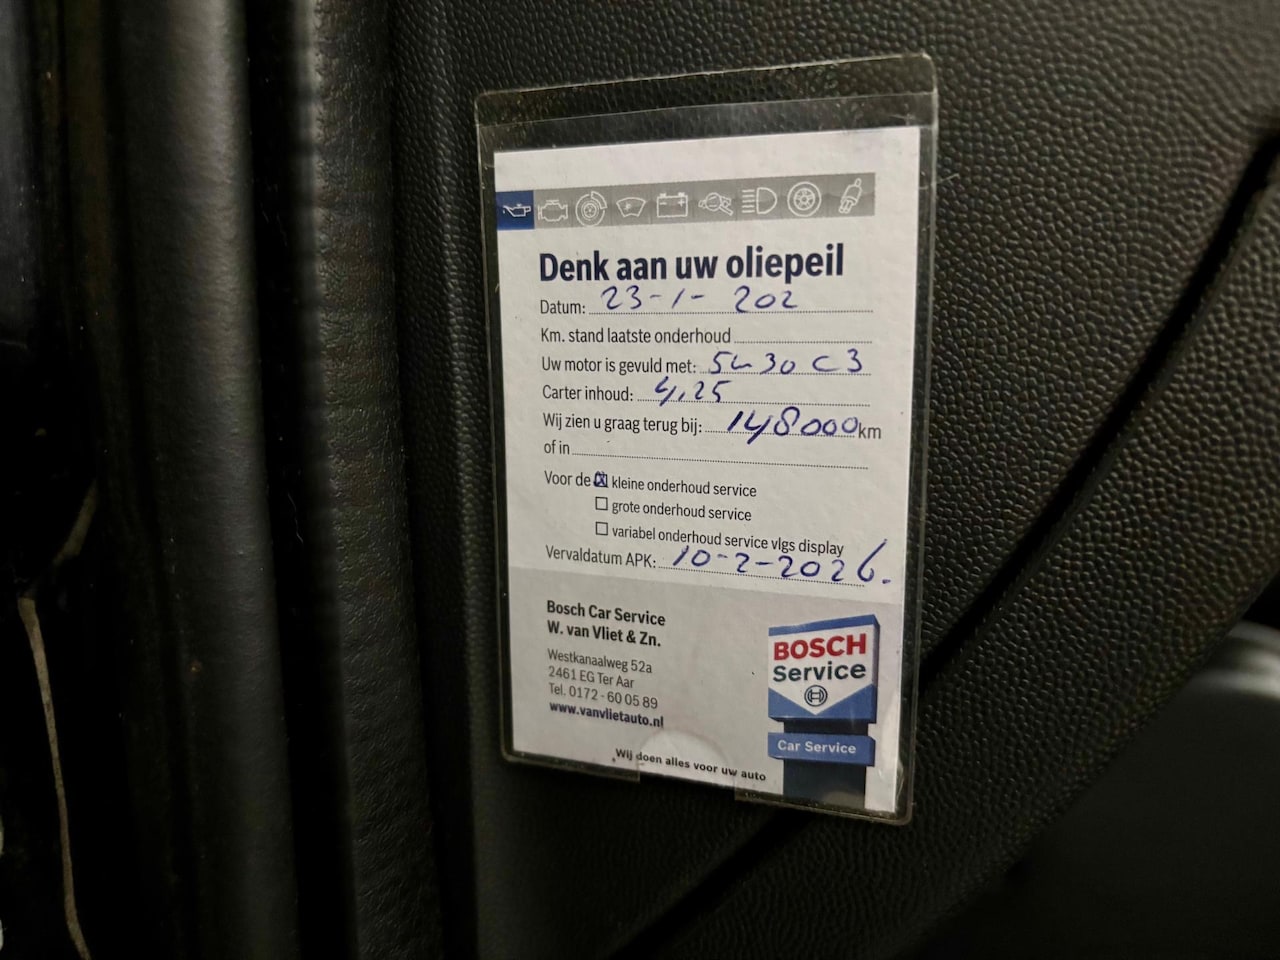 Denk aan uw oliepeil
Datum: 23-1- 202
Km. stand laatste onderhoud
Uw motor is gevuld met: 5W30 C3
Carter inhoud: 4,25
Wij zien u graag terug bij: 148000 km
of in
Voor de kleine onderhoud service
grote onderhoud service
variabel onderhoud service vlgs display
Vervaldatum APK: 10-2-2026.
Bosch Car Service
W. van Vliet & Zn.
Westkanaalweg 52a
2461 EG Ter Aar
Tel. 0172 - 60 05 89
www.vanvlietauto.nl
BOSCH
Service
Car Service
Wij doen alles voor uw auto